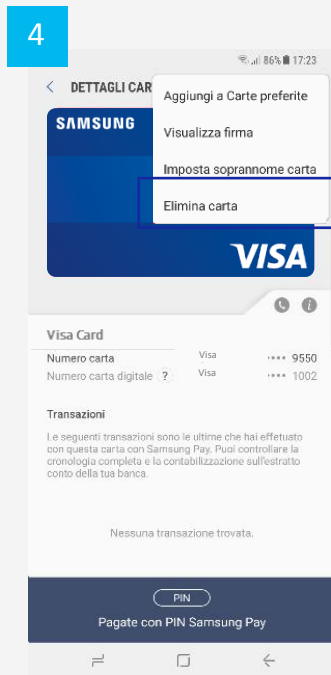 4
86% 17:23
DETTAGLI CAR
Aggiungi a Carte preferite
Visualizza firma
Imposta soprannome carta
Elimina carta
SAMSUNG
VISA
Visa Card
Numero carta Visa •••• 9550
Numero carta digitale ? Visa •••• 1002
Transazioni
Le seguenti transazioni sono le ultime che hai effetuato
con questa carta con Samsung Pay. Puoi controllare la
cronologia completa e la contabilizzazione sull'estratto
conto della tua banca.
Nessuna transazione trovata.
PIN
Pagate con PIN Samsung Pay